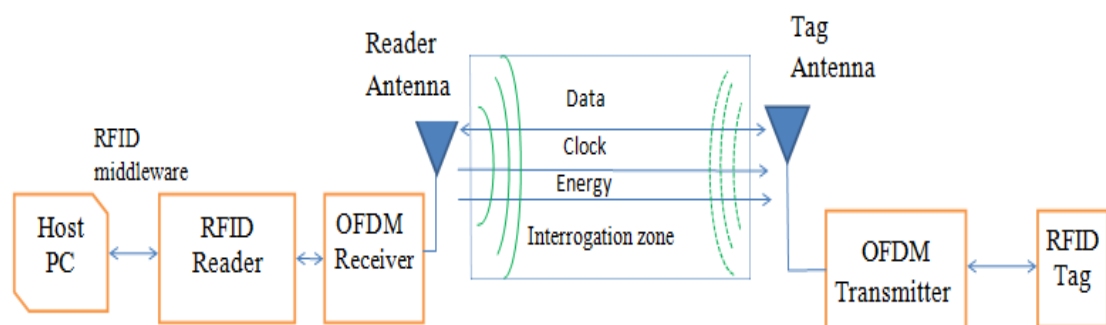 Reader
Antenna
Tag
Antenna
Data
Clock
Energy
Interrogation zone
RFID
middleware
Host
PC
RFID
Reader
OFDM
Receiver
OFDM
Transmitter
RFID
Tag